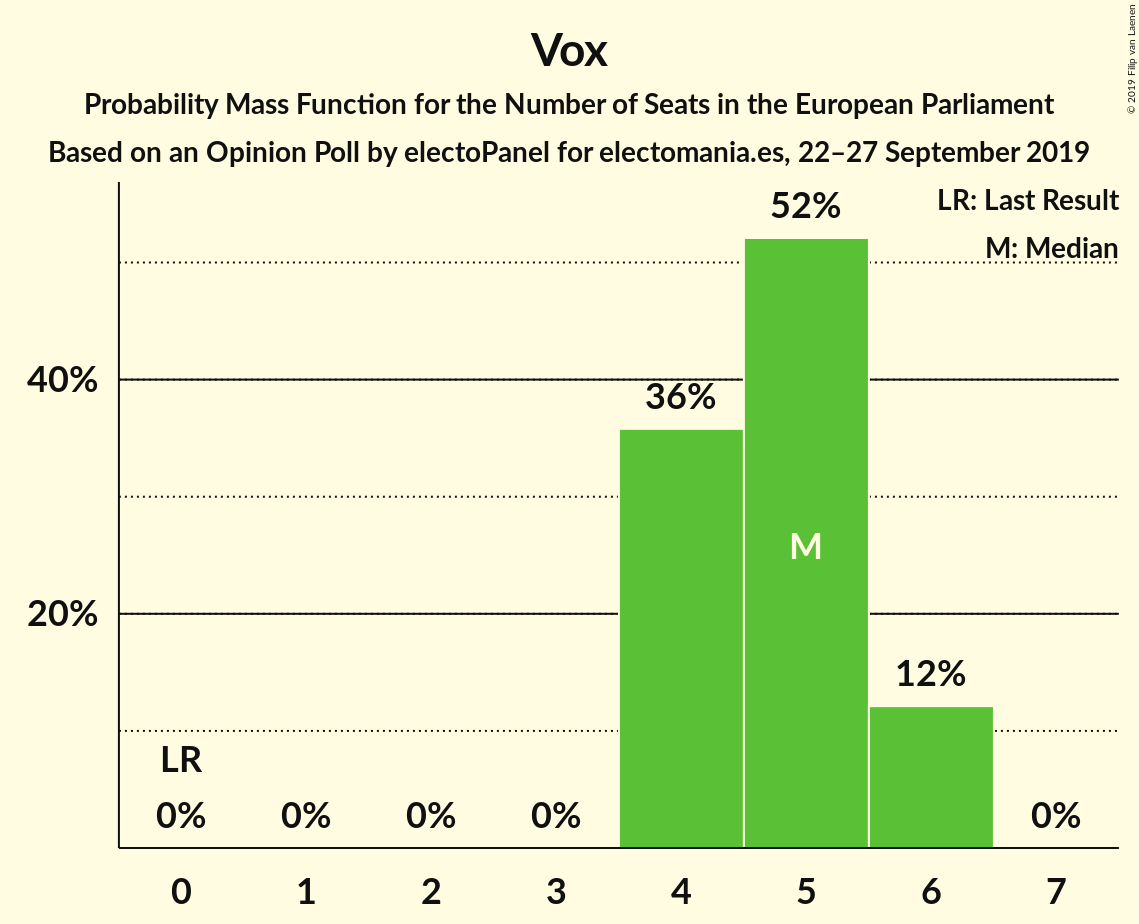 Vox
Probability Mass Function for the Number of Seats in the European Parliament
Based on an Opinion Poll by electoPanel for electomania.es, 22–27 September 2019
© 2019 Filip van Laenen
LR: Last Result
M: Median
52%
40%
36%
M
20%
12%
LR
0% 0% 0% 0% 0%
0 1 2 3 4 5 6 7